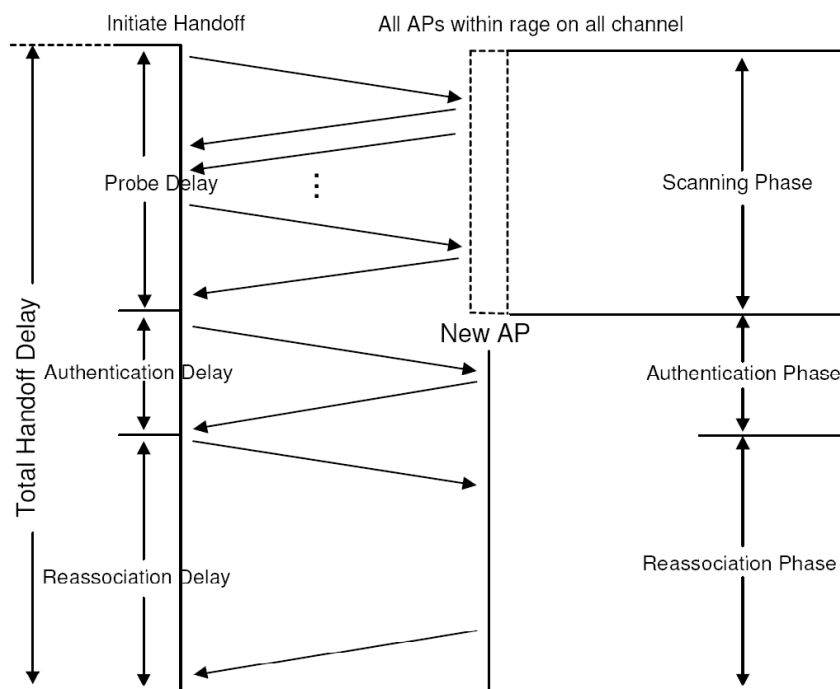 Initiate Handoff
All APs within rage on all channel
Probe Delay
⋮
Scanning Phase
New AP
Total Handoff Delay
Authentication Delay
Authentication Phase
Reassociation Delay
Reassociation Phase